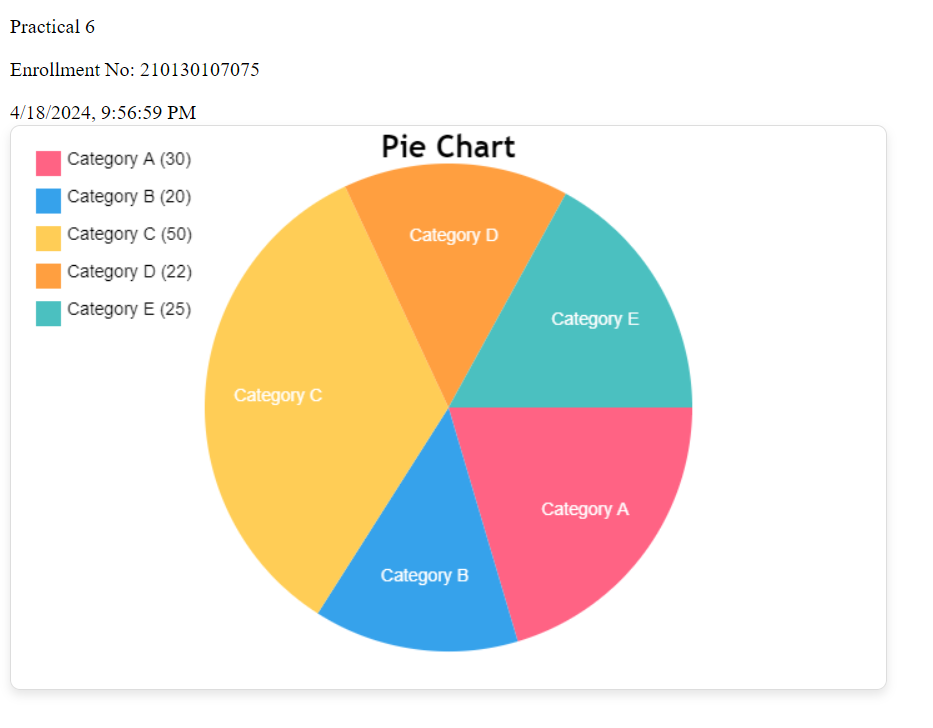 Practical 6
Enrollment No: 210130107075
4/18/2024, 9:56:59 PM
Pie Chart
Category A (30)
Category B (20)
Category C (50)
Category D (22)
Category E (25)
Category D
Category E
Category C
Category A
Category B